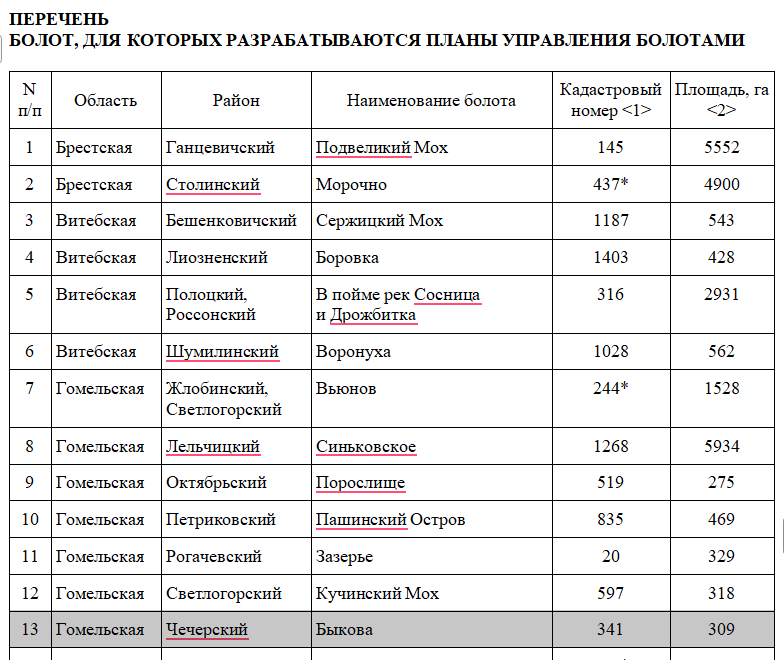 ПЕРЕЧЕНЬ
БОЛОТ, ДЛЯ КОТОРЫХ РАЗРАБАТЫВАЮТСЯ ПЛАНЫ УПРАВЛЕНИЯ БОЛОТАМИ
N п/п Область Район Наименование болота Кадастровый номер <1> Площадь, га <2>
1 Брестская Ганцевичский Подвеликий Мох 145 5552
2 Брестская Столинский Морочно 437* 4900
3 Витебская Бешенковичский Сержицкий Мох 1187 543
4 Витебская Лиозненский Боровка 1403 428
5 Витебская Полоцкий, Россонский В пойме рек Сосница и Дрожбитка 316 2931
6 Витебская Шумилинский Воронуха 1028 562
7 Гомельская Жлобинский, Светлогорский Вьюнов 244* 1528
8 Гомельская Лельчицкий Синьковское 1268 5934
9 Гомельская Октябрьский Порослище 519 275
10 Гомельская Петриковский Пашинский Остров 835 469
11 Гомельская Рогачевский Зазерье 20 329
12 Гомельская Светлогорский Кучинский Мох 597 318
13 Гомельская Чечерский Быкова 341 309